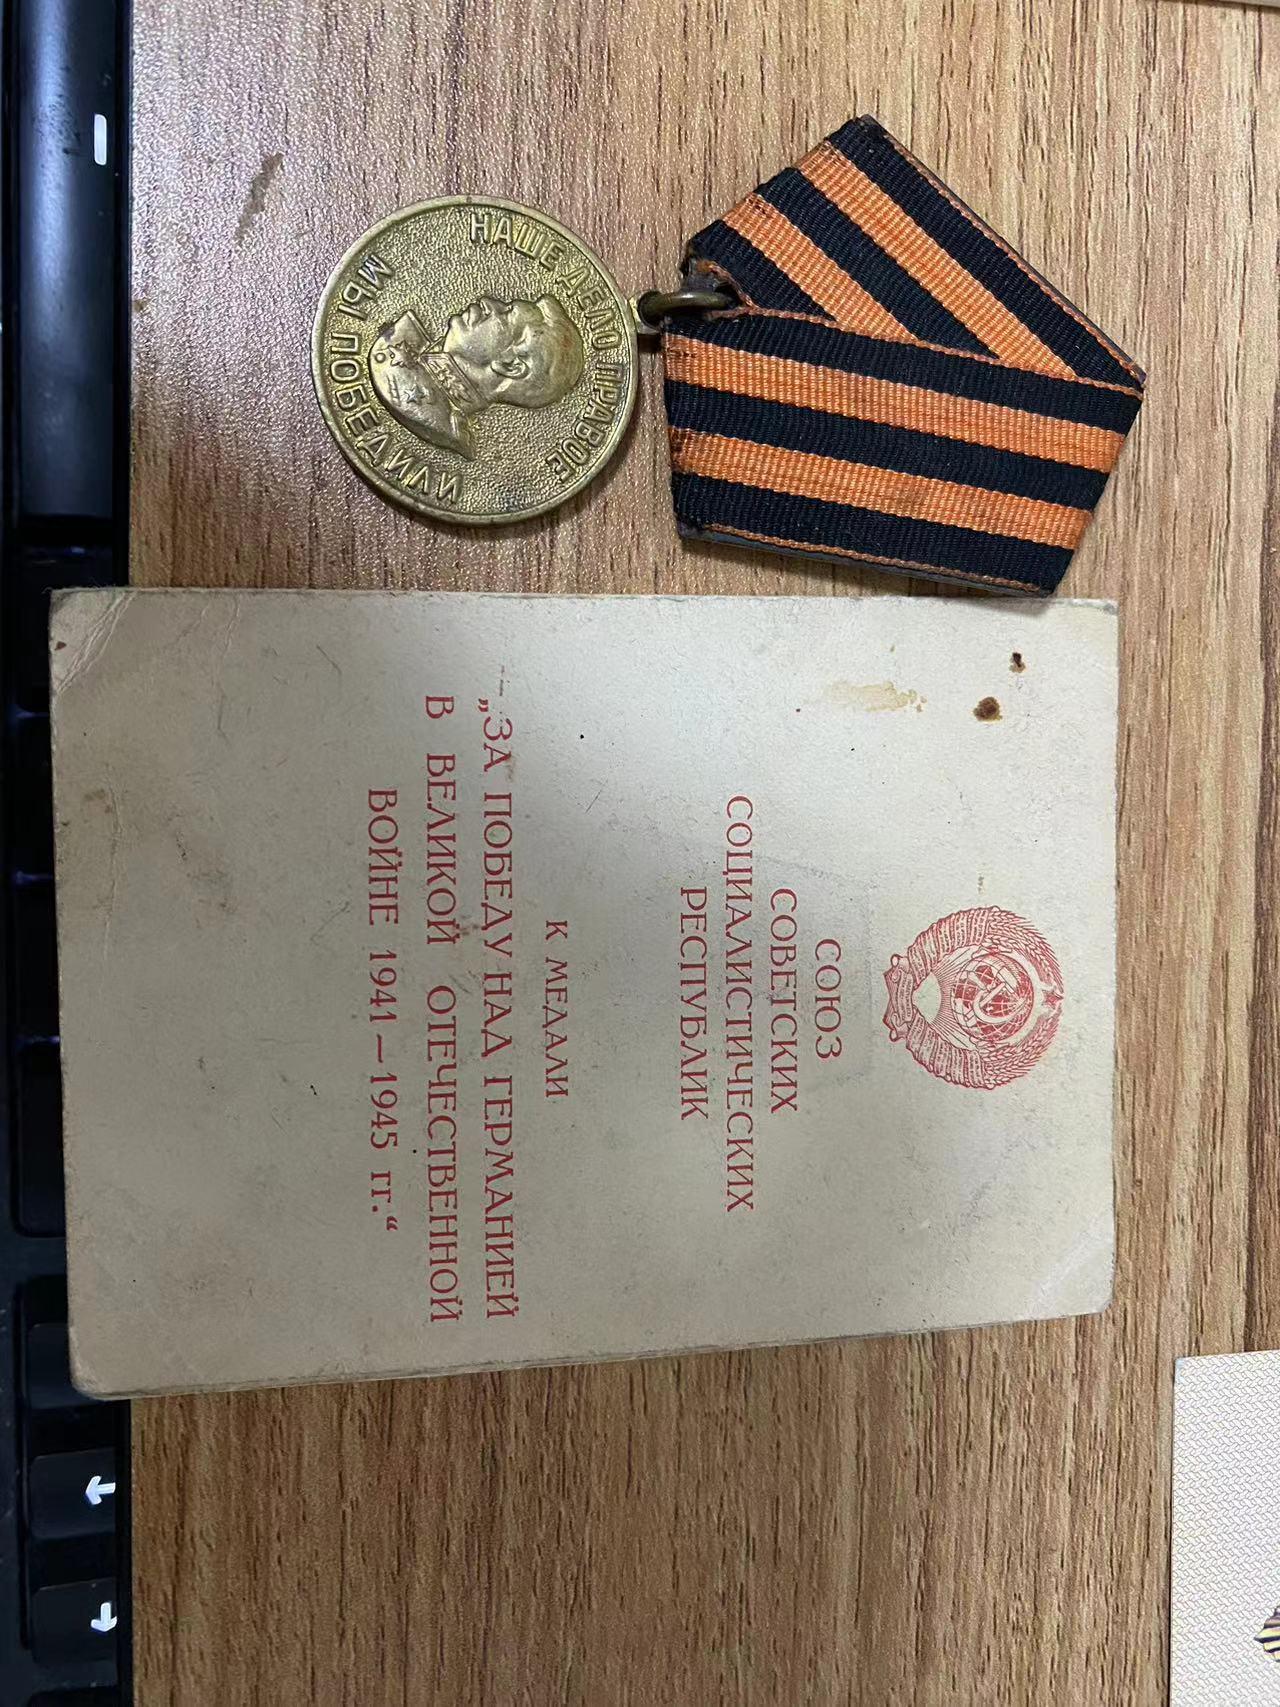 НАШЕ ДЕЛО ПРАВОЕ
МЫ ПОБЕДИЛИ
СОЮЗ
СОВЕТСКИХ
СОЦИАЛИСТИЧЕСКИХ
РЕСПУБЛИК
К МЕДАЛИ
„ЗА ПОБЕДУ НАД ГЕРМАНИЕЙ
В ВЕЛИКОЙ ОТЕЧЕСТВЕННОЙ
ВОЙНЕ 1941—1945 гг.“